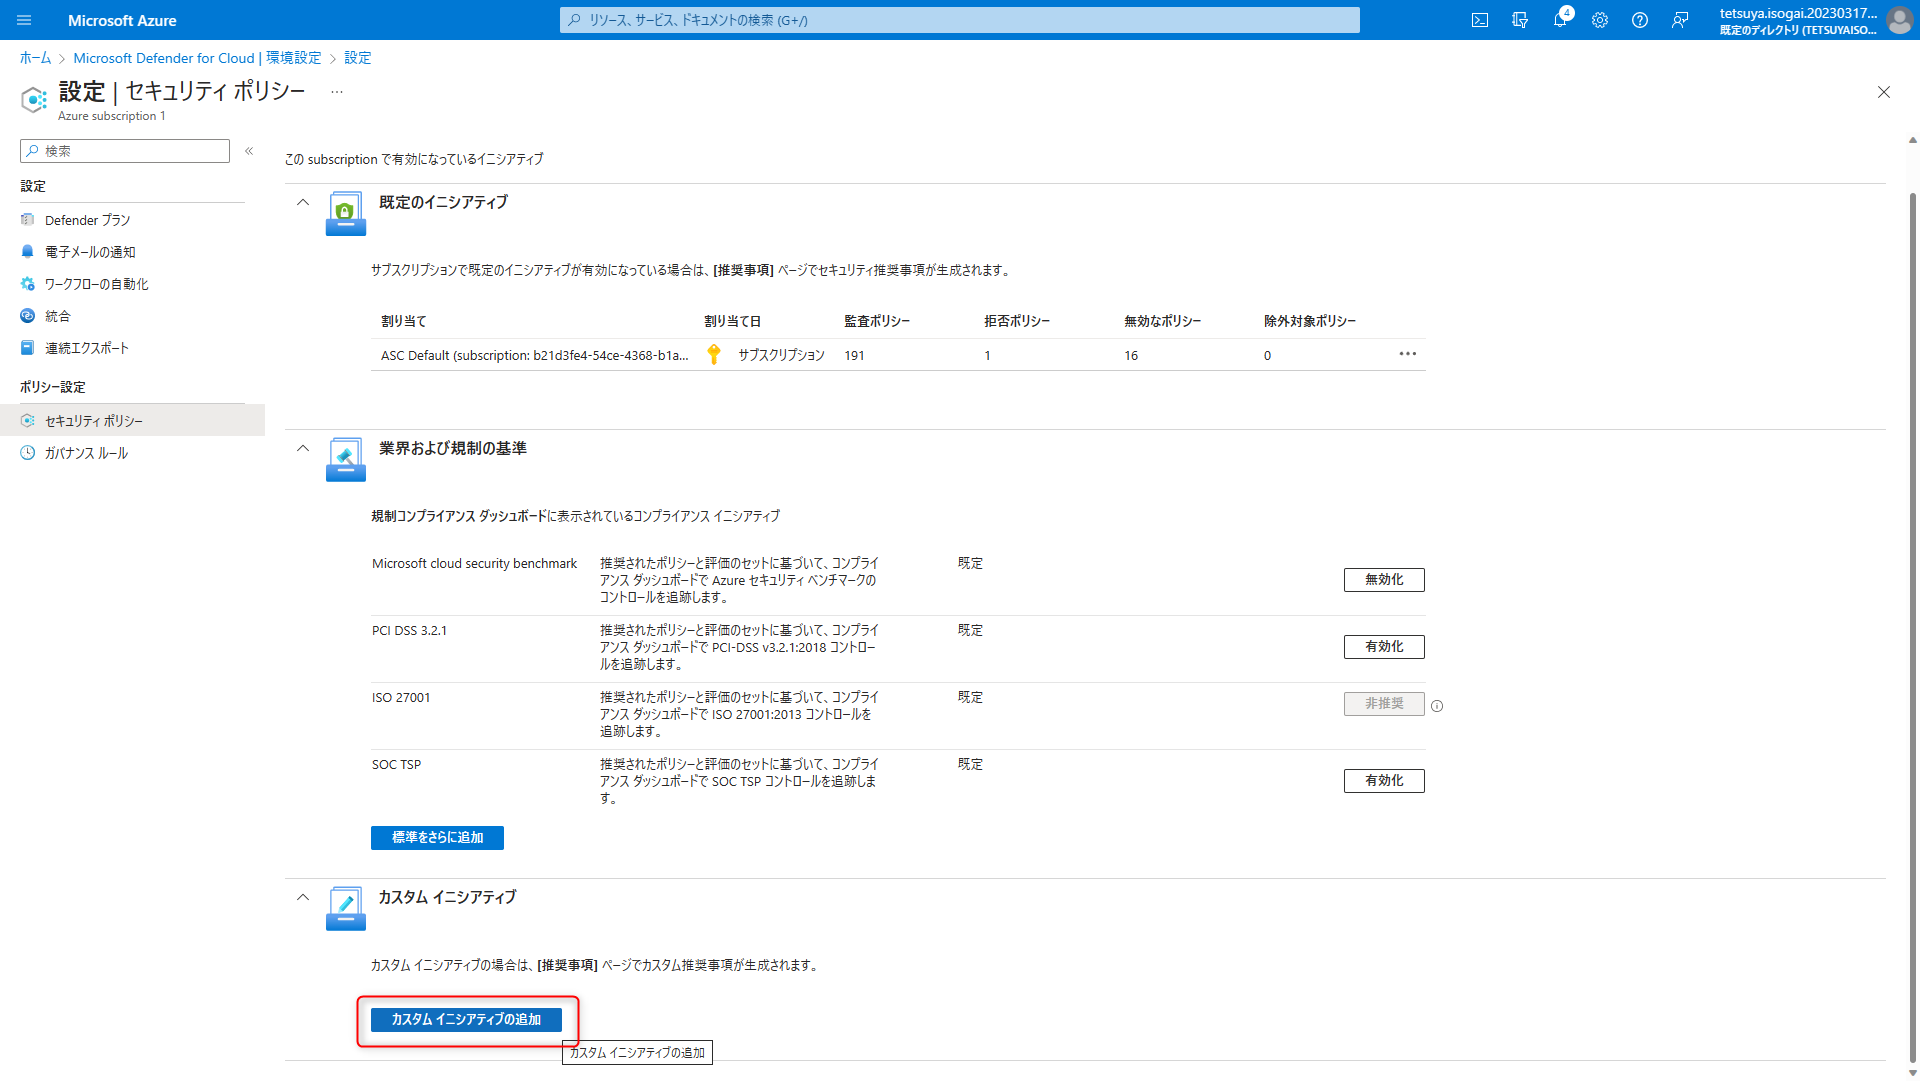 Microsoft Azure
リソース、サービス、ドキュメントの検索 (G+/)
4
tetsuya.isogai.20230317...
既定のディレクトリ (TETSUYAISO...
ホーム > Microsoft Defender for Cloud | 環境設定 > 設定
設定 | セキュリティ ポリシー ...
Azure subscription 1
検索 «
設定
Defender プラン
電子メールの通知
ワークフローの自動化
統合
連続エクスポート
ポリシー設定
セキュリティ ポリシー
ガバナンス ルール
この subscription で有効になっているイニシアティブ
既定のイニシアティブ
サブスクリプションで既定のイニシアティブが有効になっている場合は、[推奨事項] ページでセキュリティ推奨事項が生成されます。
割り当て 割り当て日 監査ポリシー 拒否ポリシー 無効なポリシー 除外対象ポリシー
ASC Default (subscription: b21d3fe4-54ce-4368-b1a... サブスクリプション 191 1 16 0 ...
業界および規制の基準
規制コンプライアンス ダッシュボードに表示されているコンプライアンス イニシアティブ
Microsoft cloud security benchmark 推奨されたポリシーと評価のセットに基づいて、コンプライ 既定
アンス ダッシュボードで Azure セキュリティ ベンチマークの
コントロールを追跡します。
無効化
PCI DSS 3.2.1 推奨されたポリシーと評価のセットに基づいて、コンプライ 既定
アンス ダッシュボードで PCI-DSS v3.2.1:2018 コントロー
ルを追跡します。
有効化
ISO 27001 推奨されたポリシーと評価のセットに基づいて、コンプライ 既定
アンス ダッシュボードで ISO 27001:2013 コントロールを
追跡します。
非推奨
SOC TSP 推奨されたポリシーと評価のセットに基づいて、コンプライ 既定
アンス ダッシュボードで SOC TSP コントロールを追跡しま
す。
有効化
標準をさらに追加
カスタム イニシアティブ
カスタム イニシアティブの場合は、[推奨事項] ページでカスタム推奨事項が生成されます。
カスタム イニシアティブの追加
カスタム イニシアティブの追加